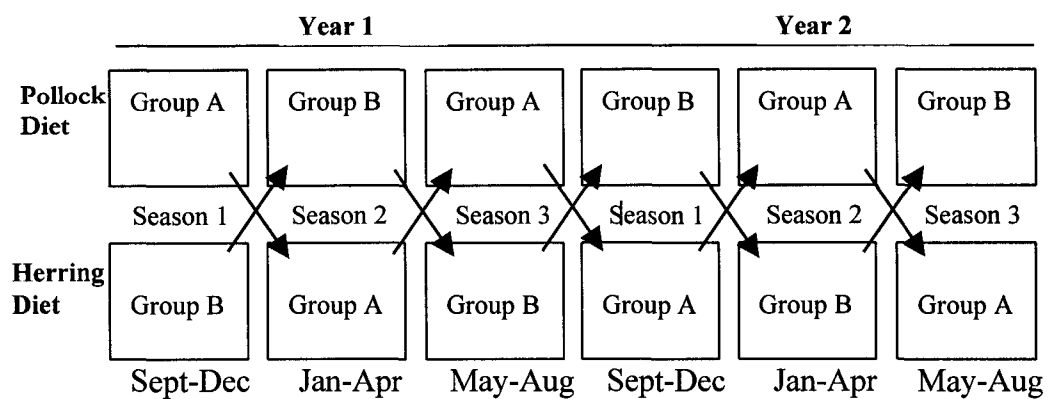 Year 1 Year 2
Pollock Diet
Group A Group B Group A Group B Group A Group B
Season 1 Season 2 Season 3 Season 1 Season 2 Season 3
Herring Diet
Group B Group A Group B Group A Group B Group A
Sept-Dec Jan-Apr May-Aug Sept-Dec Jan-Apr May-Aug